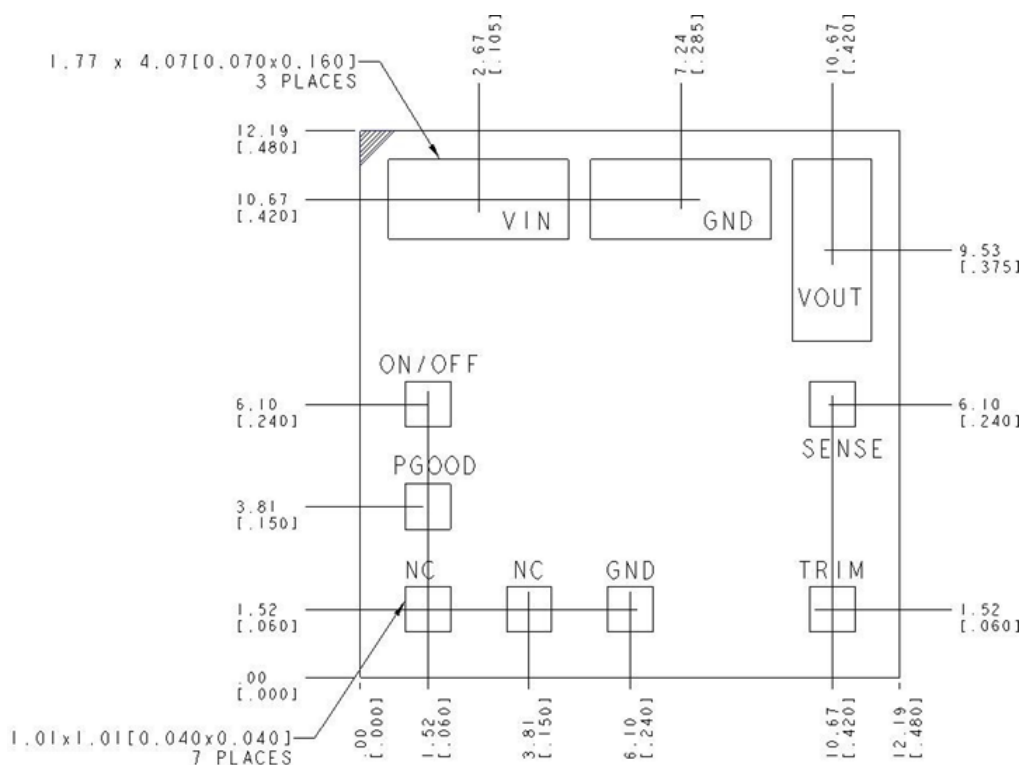 2.67
[.105]
7.24
[.285]
10.67
[.420]
1.77 x 4.07[0.070x0.160]
3 PLACES
12.19
[.480]
10.67
[.420]
VIN
GND
9.53
[.375]
VOUT
ON/OFF
6.10
[.240]
6.10
[.240]
SENSE
PGOOD
3.81
[.150]
NC
NC
GND
TRIM
1.52
[.060]
1.52
[.060]
.00
[.000]
1.01x1.01[0.040x0.040]
7 PLACES
.00
[.000]
1.52
[.060]
3.81
[.150]
6.10
[.240]
10.67
[.420]
12.19
[.480]